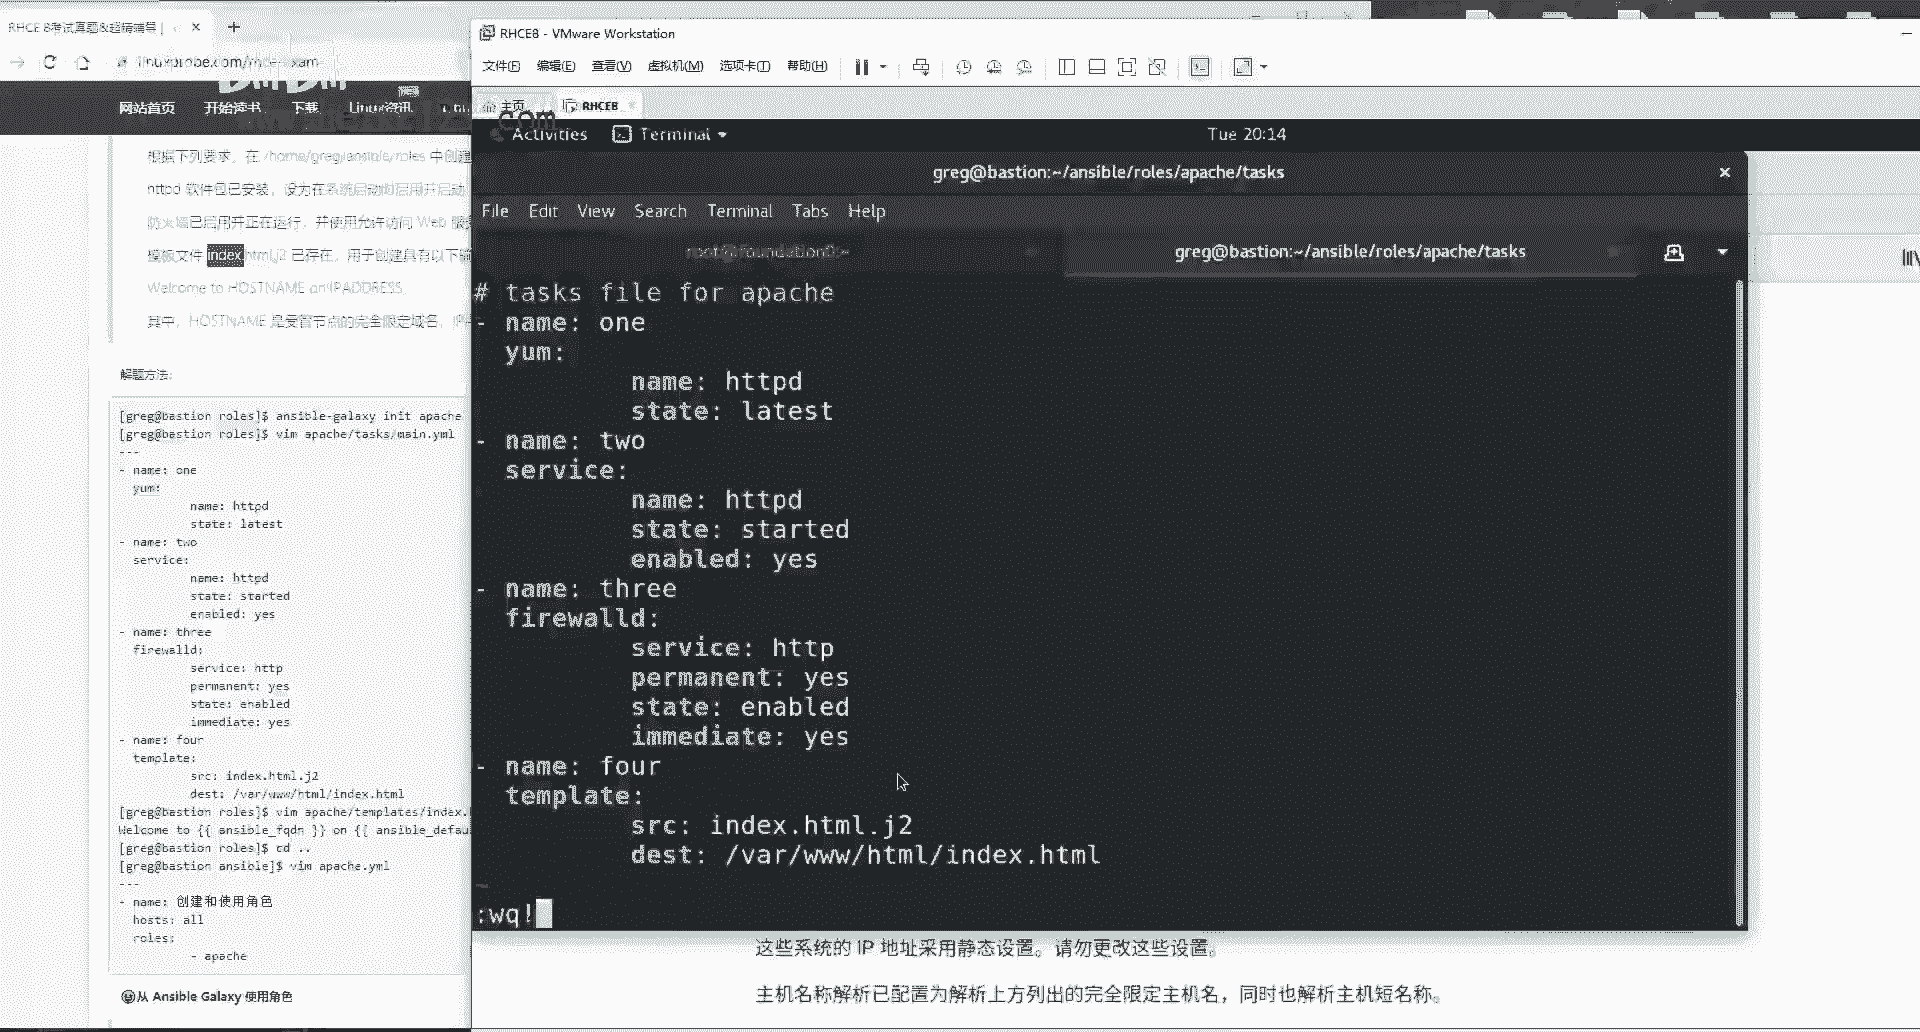 RHCE 8考试真题&超精编等 |
RHCE8 - VMware Workstation
linuxprobe.com/rhce-exam
文件(F) 编辑(E) 查看(V) 虚拟机(M) 选项卡(T) 帮助(H)
网站首页 开始读书 下载 Linux资讯
主页 RHCE8
.com
Activities Terminal Tue 20:14
greg@bastion:~/ansible/roles/apache/tasks
File Edit View Search Terminal Tabs Help
root@foundation0:~ greg@bastion:~/ansible/roles/apache/tasks
根据下列要求，在 /home/greg/ansible/roles 中创建
httpd 软件包已安装，设为在系统启动时启用并启动
防火墙已启用并正在运行，并使用允许访问 Web 服
模板文件 index.html.j2 已存在，用于创建具有以下输
Welcome to HOSTNAME on IPADDRESS
其中，HOSTNAME 是受管节点的完全限定域名，IP
解题方法:
[greg@bastion roles]$ ansible-galaxy init apache
[greg@bastion roles]$ vim apache/tasks/main.yml
---
- name: one
yum:
name: httpd
state: latest
- name: two
service:
name: httpd
state: started
enabled: yes
- name: three
firewalld:
service: http
permanent: yes
state: enabled
immediate: yes
- name: four
template:
src: index.html.j2
dest: /var/www/html/index.html
[greg@bastion roles]$ vim apache/templates/index.
Welcome to {{ ansible_fqdn }} on {{ ansible_defau
[greg@bastion roles]$ cd ..
[greg@bastion ansible]$ vim apache.yml
---
- name: 创建和使用角色
hosts: all
roles:
- apache
😀从 Ansible Galaxy 使用角色
# tasks file for apache
- name: one
yum:
name: httpd
state: latest
- name: two
service:
name: httpd
state: started
enabled: yes
- name: three
firewalld:
service: http
permanent: yes
state: enabled
immediate: yes
- name: four
template:
src: index.html.j2
dest: /var/www/html/index.html
~
:wq!
这些系统的 IP 地址采用静态设置。请勿更改这些设置。
主机名称解析已配置为解析上方列出的完全限定主机名，同时也解析主机短名称。